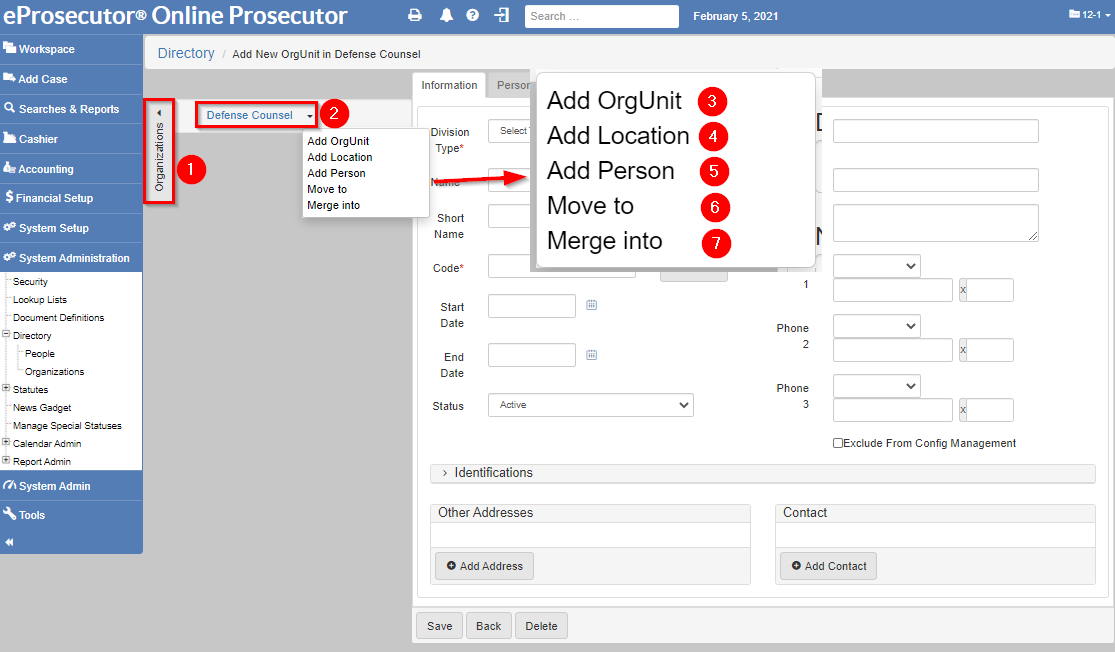 eProsecutor® Online Prosecutor
Search ...
February 5, 2021
12-1
Workspace
Add Case
Searches & Reports
Cashier
Accounting
Financial Setup
System Setup
System Administration
Security
Lookup Lists
Document Definitions
Directory
People
Organizations
Statutes
News Gadget
Manage Special Statuses
Calendar Admin
Report Admin
System Admin
Tools
Directory / Add New OrgUnit in Defense Counsel
Organizations
1
Defense Counsel
2
Add OrgUnit
Add Location
Add Person
Move to
Merge into
Information
Add OrgUnit 3
Add Location 4
Add Person 5
Move to 6
Merge into 7
Division
Type*
Select
Name*
Short
Name
Code*
Start
Date
End
Date
Status
Active
1
x
Phone
2
x
Phone
3
x
Exclude From Config Management
Identifications
Other Addresses
Add Address
Contact
Add Contact
Save
Back
Delete